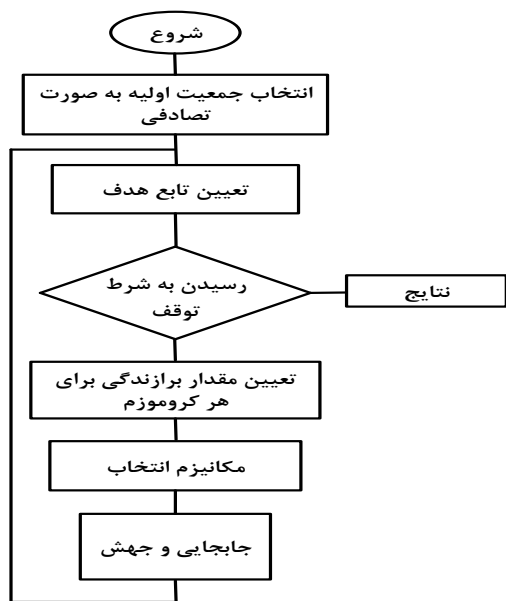 شروع
انتخاب جمعیت اولیه به صورت
تصادفی
تعیین تابع هدف
رسیدن به شرط
توقف
نتایج
تعیین مقدار برازندگی برای
هر کروموزم
مکانیزم انتخاب
جابجایی و جهش